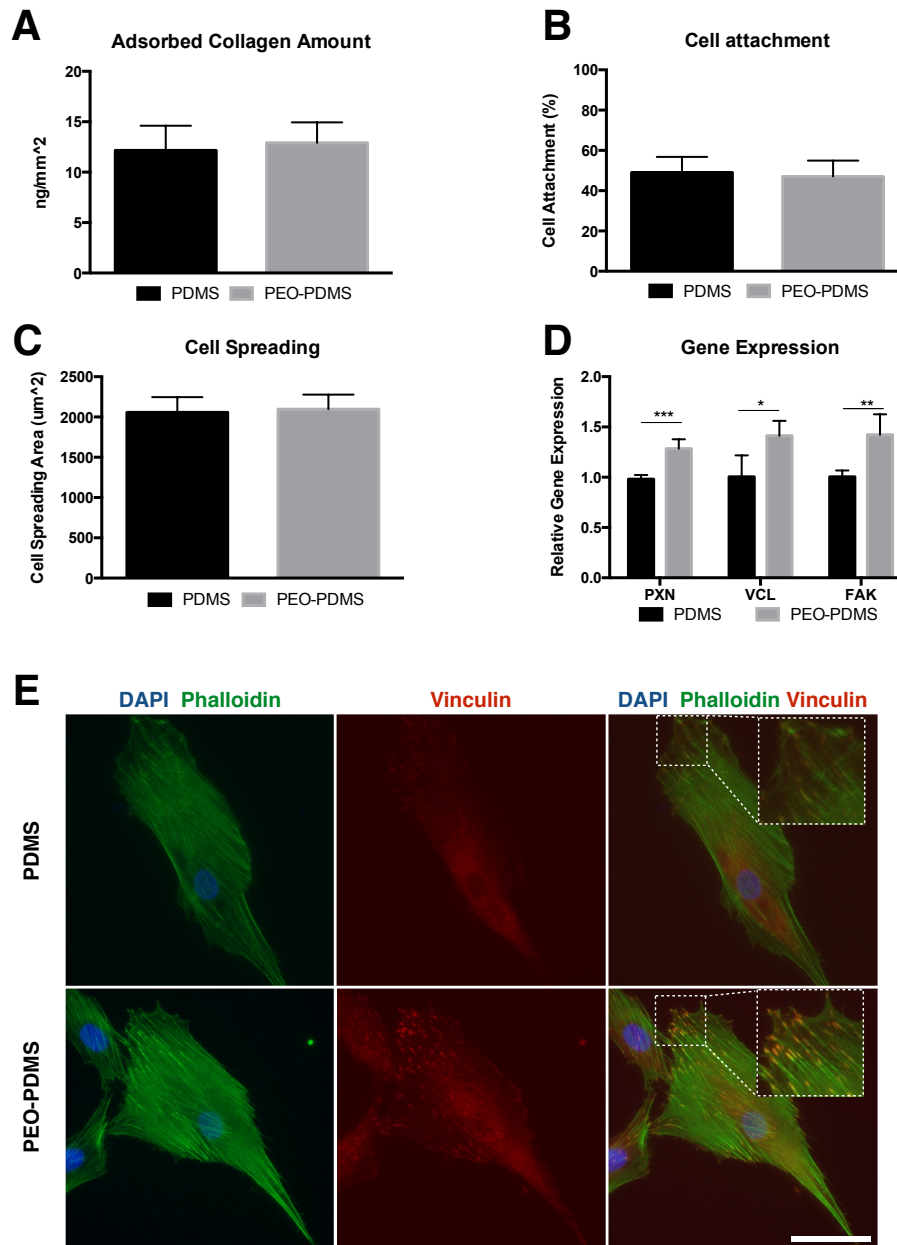 A
Adsorbed Collagen Amount
ng/mm^2
20
15
10
5
0
PDMS PEO-PDMS
B
Cell attachment
Cell Attachment (%)
100
80
60
40
20
0
PDMS PEO-PDMS
C
Cell Spreading
Cell Spreading Area (um^2)
2500
2000
1500
1000
500
0
PDMS PEO-PDMS
D
Gene Expression
Relative Gene Expression
2.0
1.5
1.0
0.5
0.0
*** * **
PXN VCL FAK
PDMS PEO-PDMS
E
DAPI Phalloidin Vinculin DAPI Phalloidin Vinculin
PDMS
PEO-PDMS